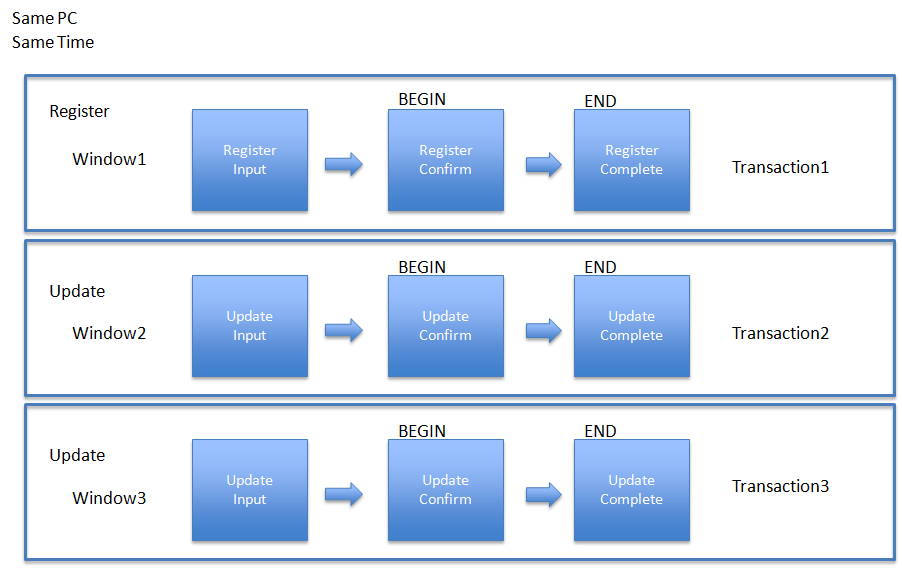 Same PC
Same Time
Register
Window1
Register
Input
BEGIN
Register
Confirm
END
Register
Complete
Transaction1
Update
Window2
Update
Input
BEGIN
Update
Confirm
END
Update
Complete
Transaction2
Update
Window3
Update
Input
BEGIN
Update
Confirm
END
Update
Complete
Transaction3